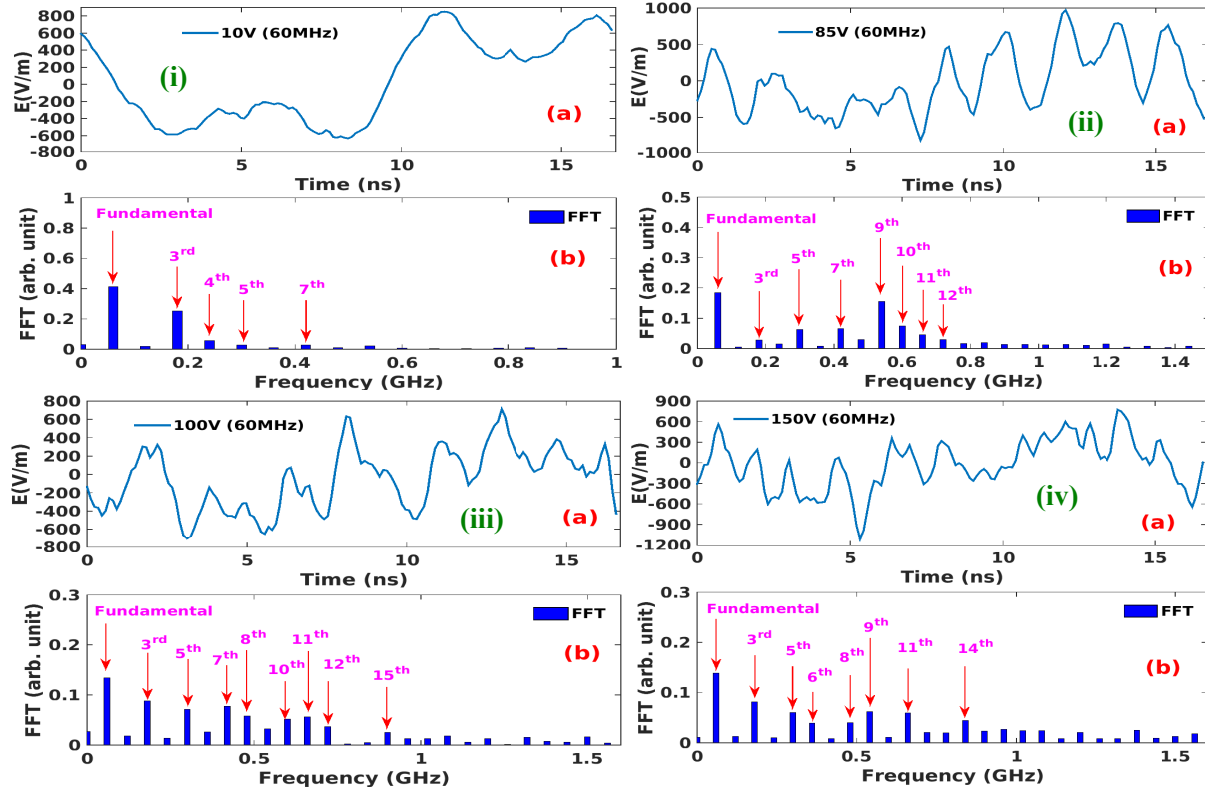 10V (60MHz)
(i)
(a)
E(V/m)
800
600
400
200
0
-200
-400
-600
-800
0 5 10 15
Time (ns)
85V (60MHz)
(ii)
(a)
E(V/m)
1000
500
0
-500
-1000
0 5 10 15
Time (ns)
Fundamental
3rd
4th
5th
7th
FFT
(b)
FFT (arb. unit)
1
0.8
0.6
0.4
0.2
0
0 0.2 0.4 0.6 0.8 1
Frequency (GHz)
Fundamental
3rd
5th
7th
9th
10th
11th
12th
FFT
(b)
FFT (arb. unit)
0.5
0.4
0.3
0.2
0.1
0
0 0.2 0.4 0.6 0.8 1 1.2 1.4
Frequency (GHz)
100V (60MHz)
(iii)
(a)
E(V/m)
800
600
400
200
0
-200
-400
-600
-800
0 5 10 15
Time (ns)
150V (60MHz)
(iv)
(a)
E(V/m)
900
600
300
0
-300
-600
-900
-1200
0 5 10 15
Time (ns)
Fundamental
3rd
5th
7th
8th
10th
11th
12th
15th
FFT
(b)
FFT (arb. unit)
0.3
0.2
0.1
0
0 0.5 1 1.5
Frequency (GHz)
Fundamental
3rd
5th
6th
8th
9th
11th
14th
FFT
(b)
FFT (arb. unit)
0.3
0.2
0.1
0
0 0.5 1 1.5
Frequency (GHz)